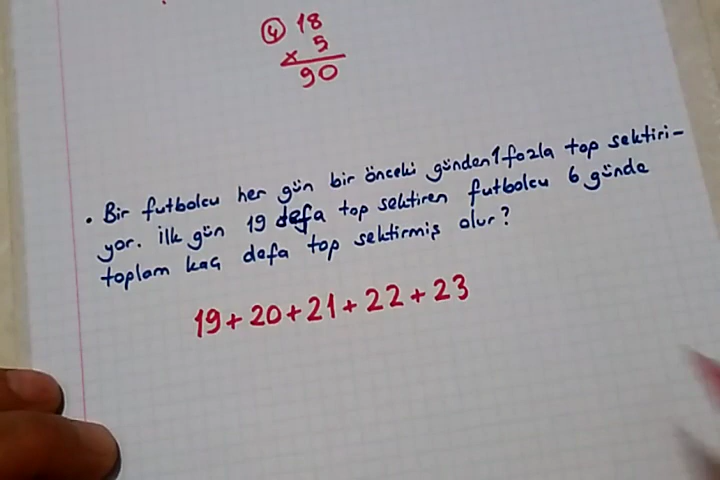 ④ 18
× 5
90
• Bir futbolcu her gün bir önceki günden 1 fazla top sektiri-
yor. İlk gün 19 defa top sektiren futbolcu 6 günde
toplam kaç defa top sektirmiş olur?
19+20+21+22+23